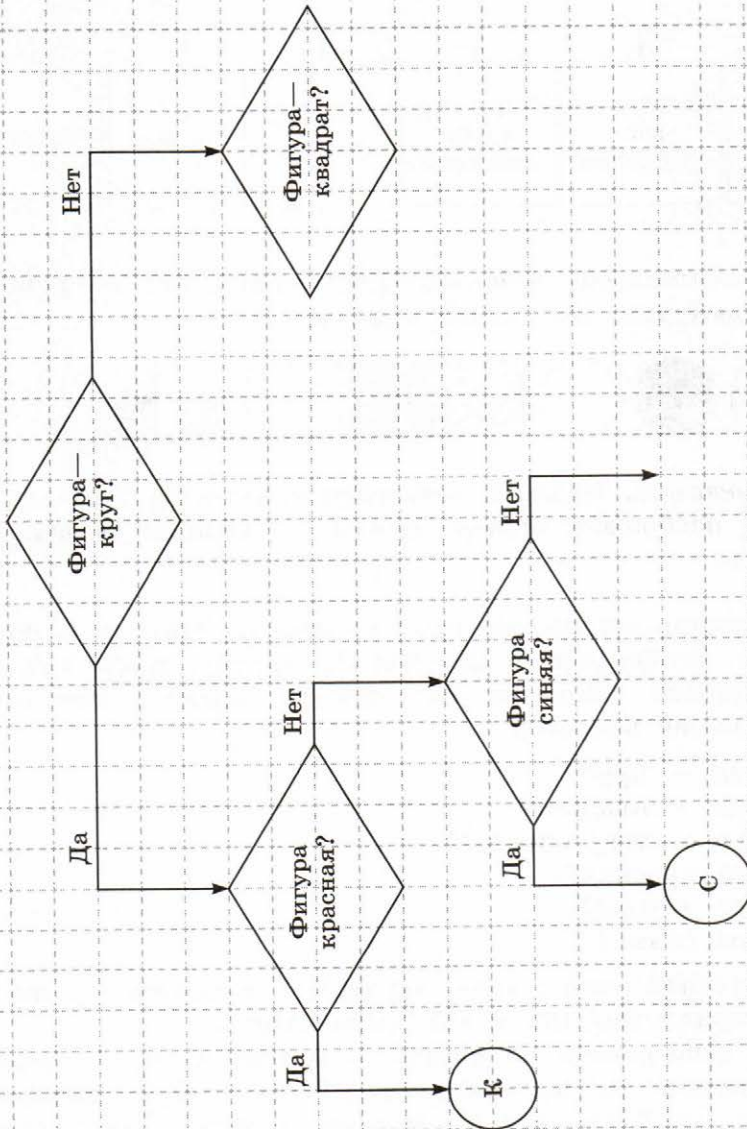 Фигура—
круг?
Да
Нет
Фигура
красная?
Фигура—
квадрат?
Да
Нет
К
Фигура
синяя?
Да
Нет
С